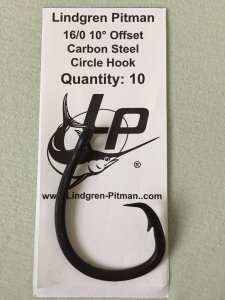 Lindgren Pitman
16/0 10° Offset
Carbon Steel
Circle Hook
Quantity: 10
LP
®
www.Lindgren-Pitman..com